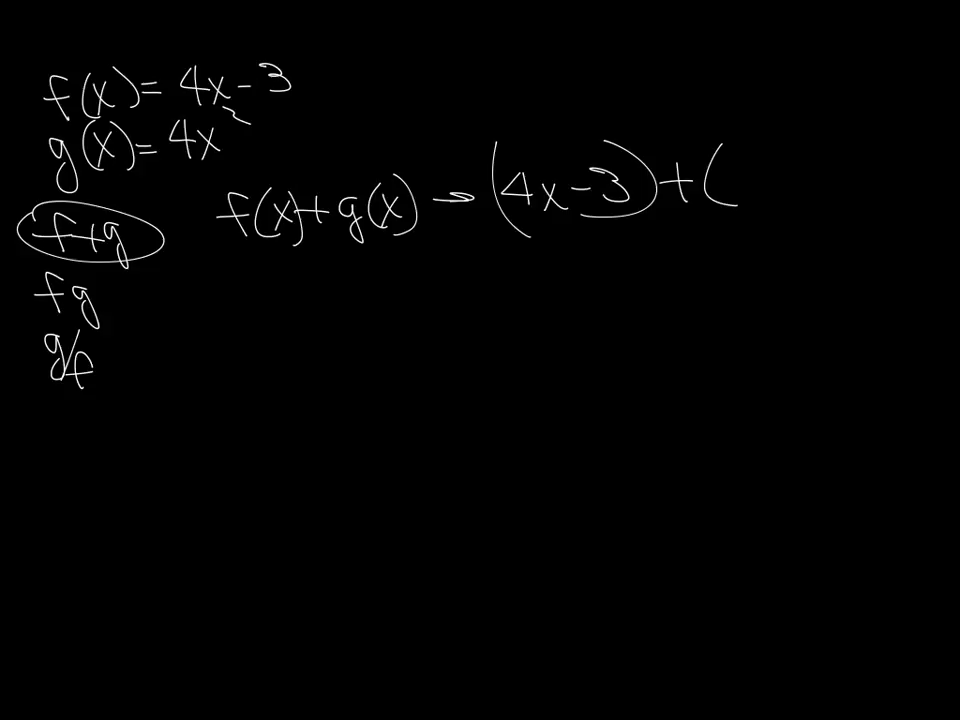 f(x) = 4x - 3
g(x) = 4x²
f+g
f(x) + g(x) → (4x - 3) + (
fg
g/f